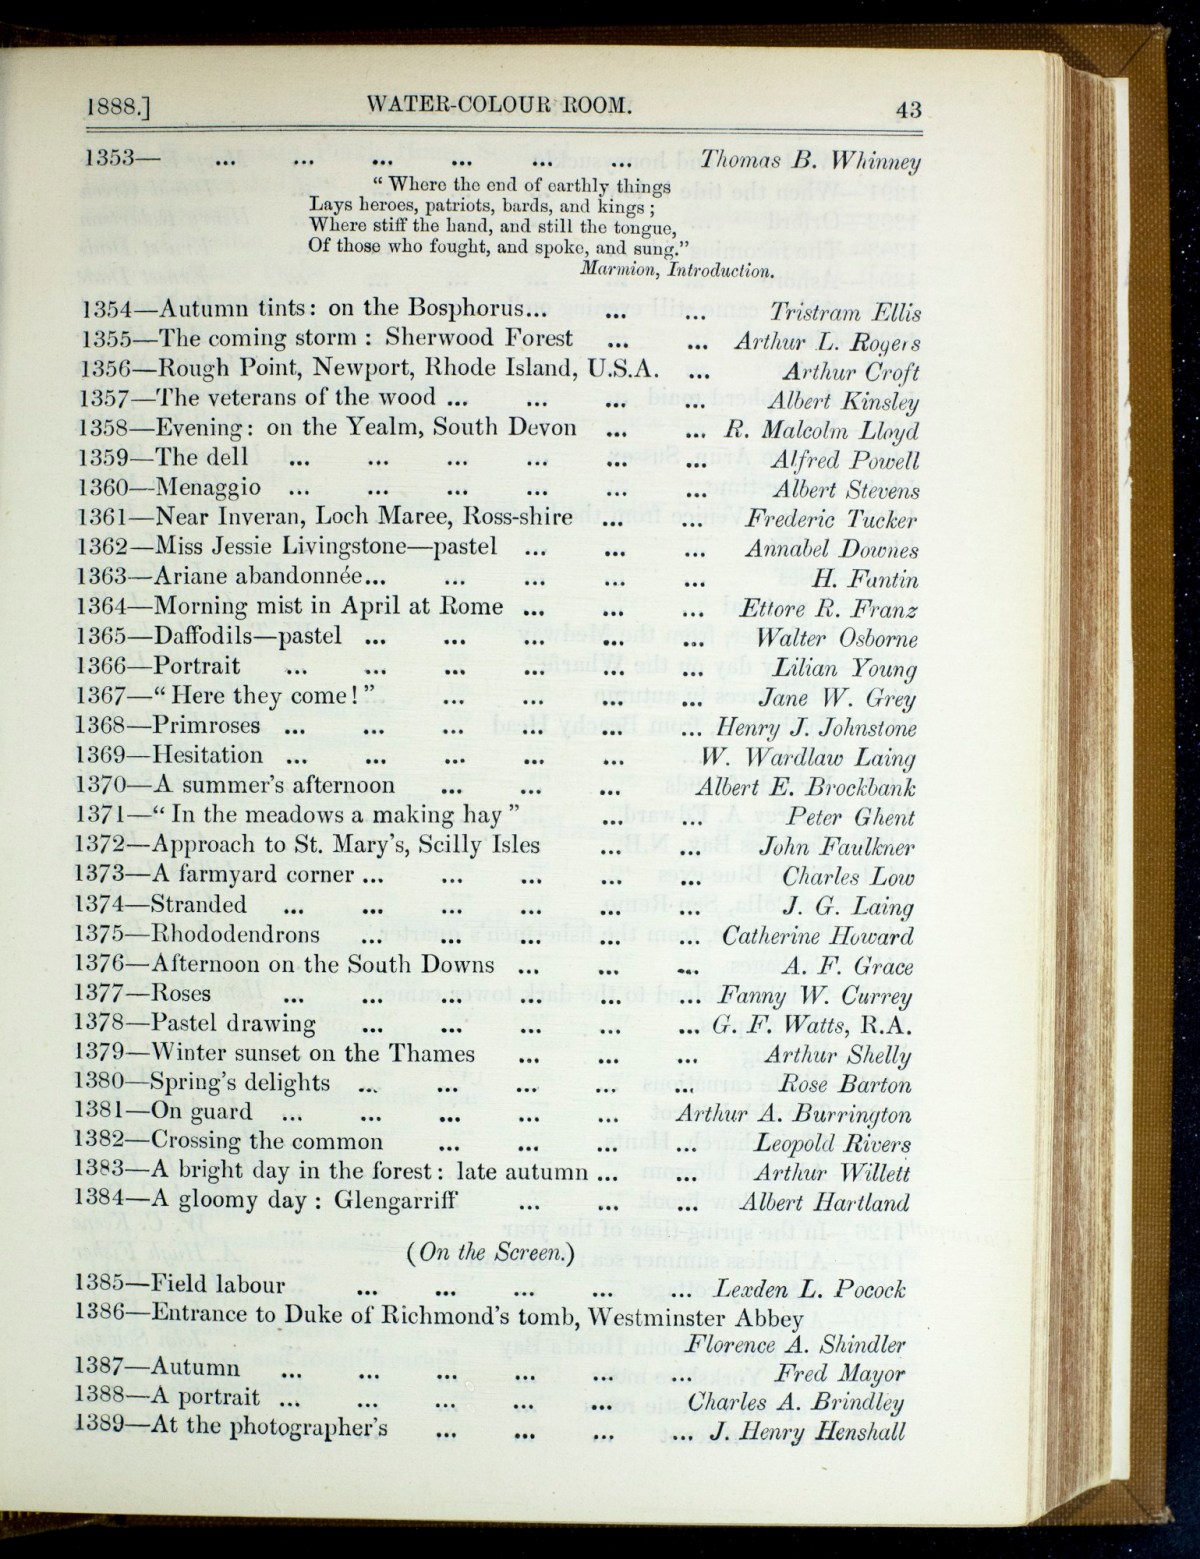 1888.] WATER-COLOUR ROOM. 43
1353— ... ... ... ... ... ... Thomas B. Whinney
“ Where the end of earthly things
Lays heroes, patriots, bards, and kings ;
Where stiff the hand, and still the tongue,
Of those who fought, and spoke, and sung.”
Marmion, Introduction.
1354—Autumn tints : on the Bosphorus... ... ... Tristram Ellis
1355—The coming storm : Sherwood Forest ... ... Arthur L. Rogers
1356—Rough Point, Newport, Rhode Island, U.S.A. ... Arthur Croft
1357—The veterans of the wood ... ... ... ... Albert Kinsley
1358—Evening : on the Yealm, South Devon ... ... R. Malcolm Lloyd
1359—The dell ... ... ... ... ... ... Alfred Powell
1360—Menaggio ... ... ... ... ... ... Albert Stevens
1361—Near Inveran, Loch Maree, Ross-shire ... ... Frederic Tucker
1362—Miss Jessie Livingstone—pastel ... ... ... Annabel Downes
1363—Ariane abandonnée... ... ... ... ... H. Fantin
1364—Morning mist in April at Rome ... ... ... Ettore R. Franz
1365—Daffodils—pastel ... ... ... ... ... Walter Osborne
1366—Portrait ... ... ... ... ... ... Lilian Young
1367—“ Here they come ! ” ... ... ... ... Jane W. Grey
1368—Primroses ... ... ... ... ... ... Henry J. Johnstone
1369—Hesitation ... ... ... ... ... W. Wardlaw Laing
1370—A summer’s afternoon ... ... ... Albert E. Brockbank
1371—“ In the meadows a making hay ” ... ... Peter Ghent
1372—Approach to St. Mary’s, Scilly Isles ... ... John Faulkner
1373—A farmyard corner ... ... ... ... ... Charles Low
1374—Stranded ... ... ... ... ... ... J. G. Laing
1375—Rhododendrons ... ... ... ... ... Catherine Howard
1376—Afternoon on the South Downs ... ... ... A. F. Grace
1377—Roses ... ... ... ... ... ... Fanny W. Currey
1378—Pastel drawing ... ... ... ... ... G. F. Watts, R.A.
1379—Winter sunset on the Thames ... ... ... Arthur Shelly
1380—Spring’s delights ... ... ... ... ... Rose Barton
1381—On guard ... ... ... ... ... Arthur A. Burrington
1382—Crossing the common ... ... ... ... Leopold Rivers
1383—A bright day in the forest : late autumn ... ... Arthur Willett
1384—A gloomy day : Glengarriff ... ... ... Albert Hartland
(On the Screen.)
1385—Field labour ... ... ... ... ... Lexden L. Pocock
1386—Entrance to Duke of Richmond’s tomb, Westminster Abbey
Florence A. Shindler
1387—Autumn ... ... ... ... ... ... Fred Mayor
1388—A portrait ... ... ... ... ... Charles A. Brindley
1389—At the photographer’s ... ... ... ... J. Henry Henshall